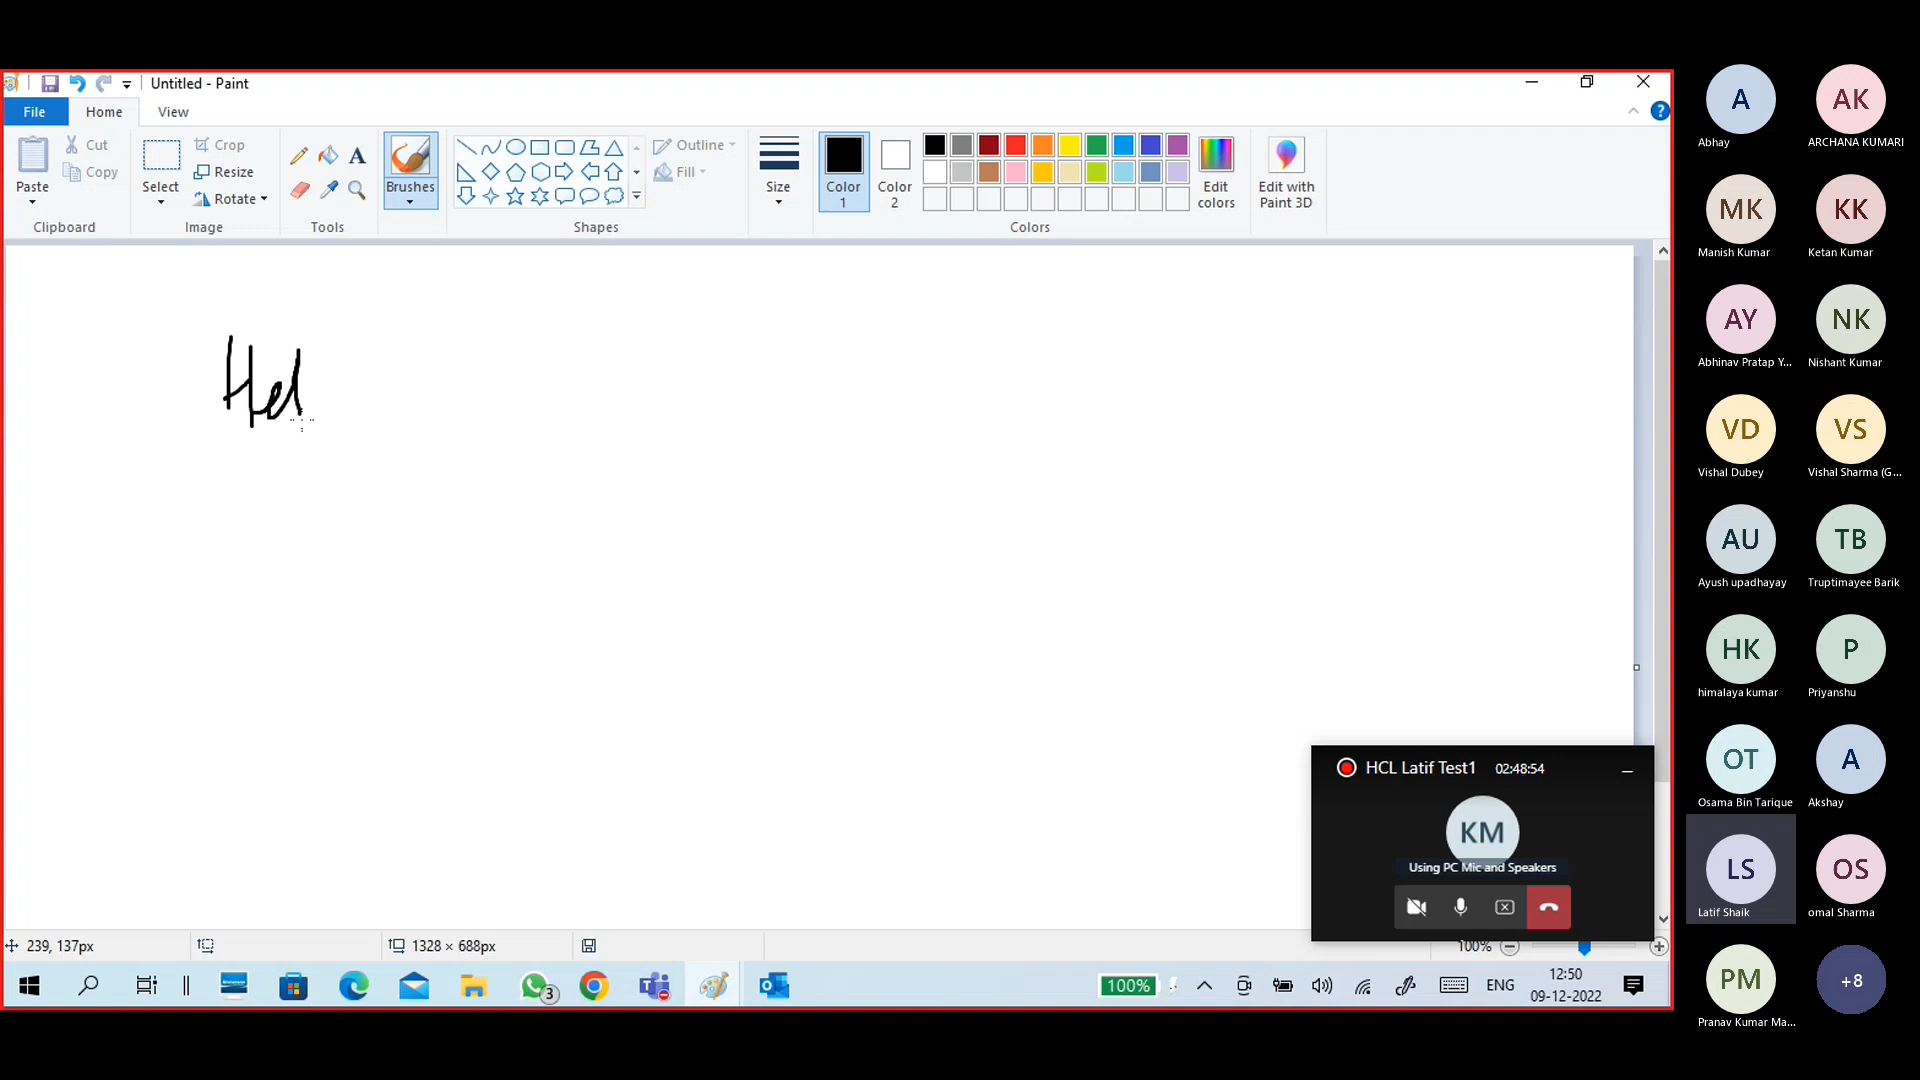 Untitled - Paint
File Home View
Paste
Cut
Copy
Clipboard
Select
Crop
Resize
Rotate
Image
A
Tools
Brushes
Outline
Fill
Shapes
Size
Color 1
Color 2
Edit colors
Colors
Edit with Paint 3D
?
Hel
HCL Latif Test1 02:48:54
KM
Using PC Mic and Speakers
239, 137px
1328 × 688px
100%
3
100%
ENG
12:50
09-12-2022
A AK
Abhay ARCHANA KUMARI
MK KK
Manish Kumar Ketan Kumar
AY NK
Abhinav Pratap Y... Nishant Kumar
VD VS
Vishal Dubey Vishal Sharma (G...
AU TB
Ayush upadhayay Truptimayee Barik
HK P
himalaya kumar Priyanshu
OT A
Osama Bin Tarique Akshay
LS OS
Latif Shaik omal Sharma
PM +8
Pranav Kumar Ma...